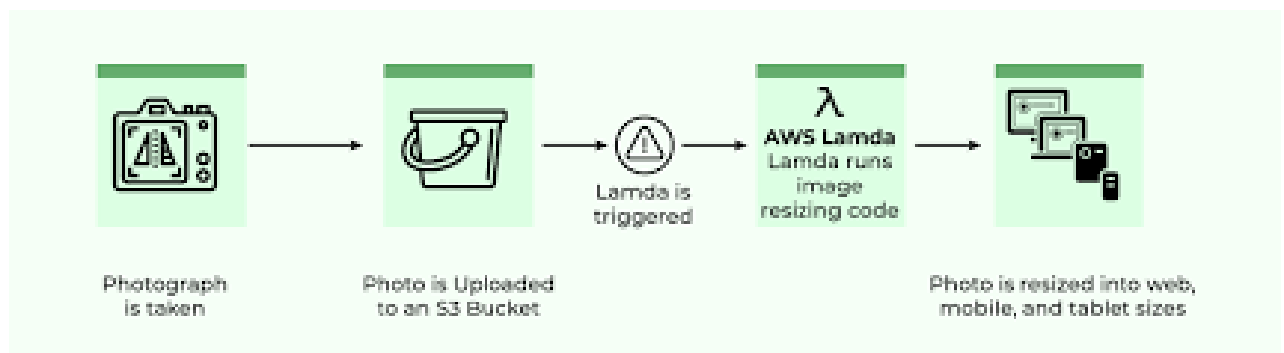 λ
AWS Lamda
Lamda runs
image
resizing code
Lamda is
triggered
Photograph
is taken
Photo is Uploaded
to an S3 Bucket
Photo is resized into web,
mobile, and tablet sizes